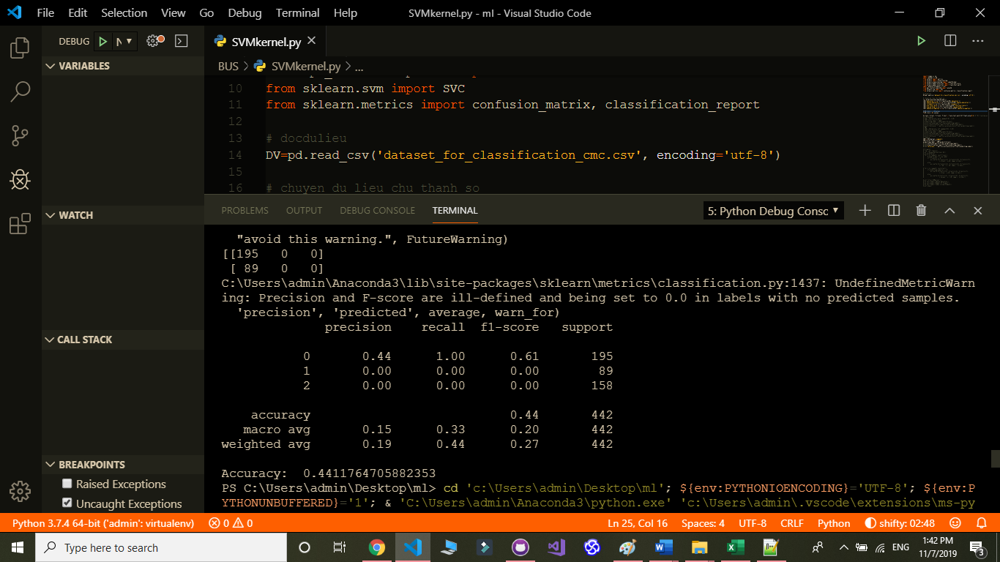 File Edit Selection View Go Debug Terminal Help SVMkernel.py - ml - Visual Studio Code
DEBUG N
SVMkernel.py
VARIABLES
BUS > SVMkernel.py > ...
10 from sklearn.svm import SVC
11 from sklearn.metrics import confusion_matrix, classification_report
12
13 # docdulieu
14 DV=pd.read_csv('dataset_for_classification_cmc.csv', encoding='utf-8')
15
16 # chuyen du lieu chu thanh so
WATCH
CALL STACK
BREAKPOINTS
Raised Exceptions
Uncaught Exceptions
PROBLEMS OUTPUT DEBUG CONSOLE TERMINAL 5: Python Debug Consc
"avoid this warning.", FutureWarning)
[[195 0 0]
[ 89 0 0]
C:\Users\admin\Anaconda3\lib\site-packages\sklearn\metrics\classification.py:1437: UndefinedMetricWarn
ing: Precision and F-score are ill-defined and being set to 0.0 in labels with no predicted samples.
'precision', 'predicted', average, warn_for)
precision recall f1-score support
0 0.44 1.00 0.61 195
1 0.00 0.00 0.00 89
2 0.00 0.00 0.00 158
accuracy 0.44 442
macro avg 0.15 0.33 0.20 442
weighted avg 0.19 0.44 0.27 442
Accuracy: 0.4411764705882353
PS C:\Users\admin\Desktop\ml> cd 'c:\Users\admin\Desktop\ml'; ${env:PYTHONIOENCODING}='UTF-8'; ${env:P
YTHONUNBUFFERED}='1'; & 'C:\Users\admin\Anaconda3\python.exe' 'c:\Users\admin\.vscode\extensions\ms-py
Python 3.7.4 64-bit ('admin': virtualenv) 0 0 Ln 25, Col 16 Spaces: 4 UTF-8 CRLF Python shifty: 02:48
Type here to search ENG 1:42 PM
11/7/2019 3